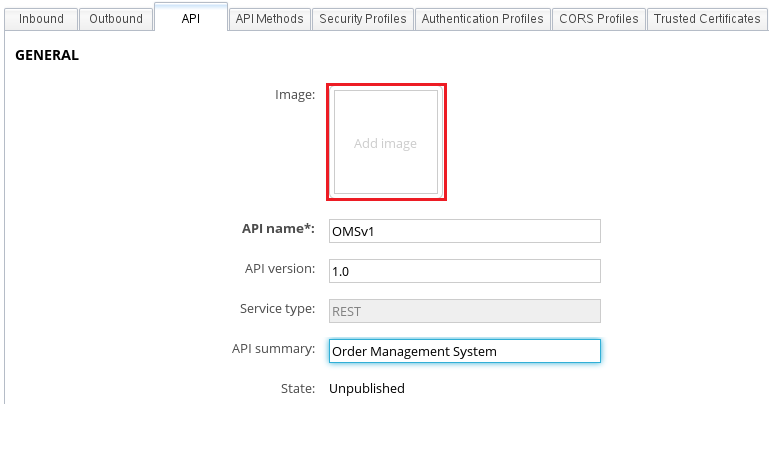 Inbound Outbound API API Methods Security Profiles Authentication Profiles CORS Profiles Trusted Certificates
GENERAL
Image:
Add image
API name*: OMSv1
API version: 1.0
Service type: REST
API summary: Order Management System
State: Unpublished